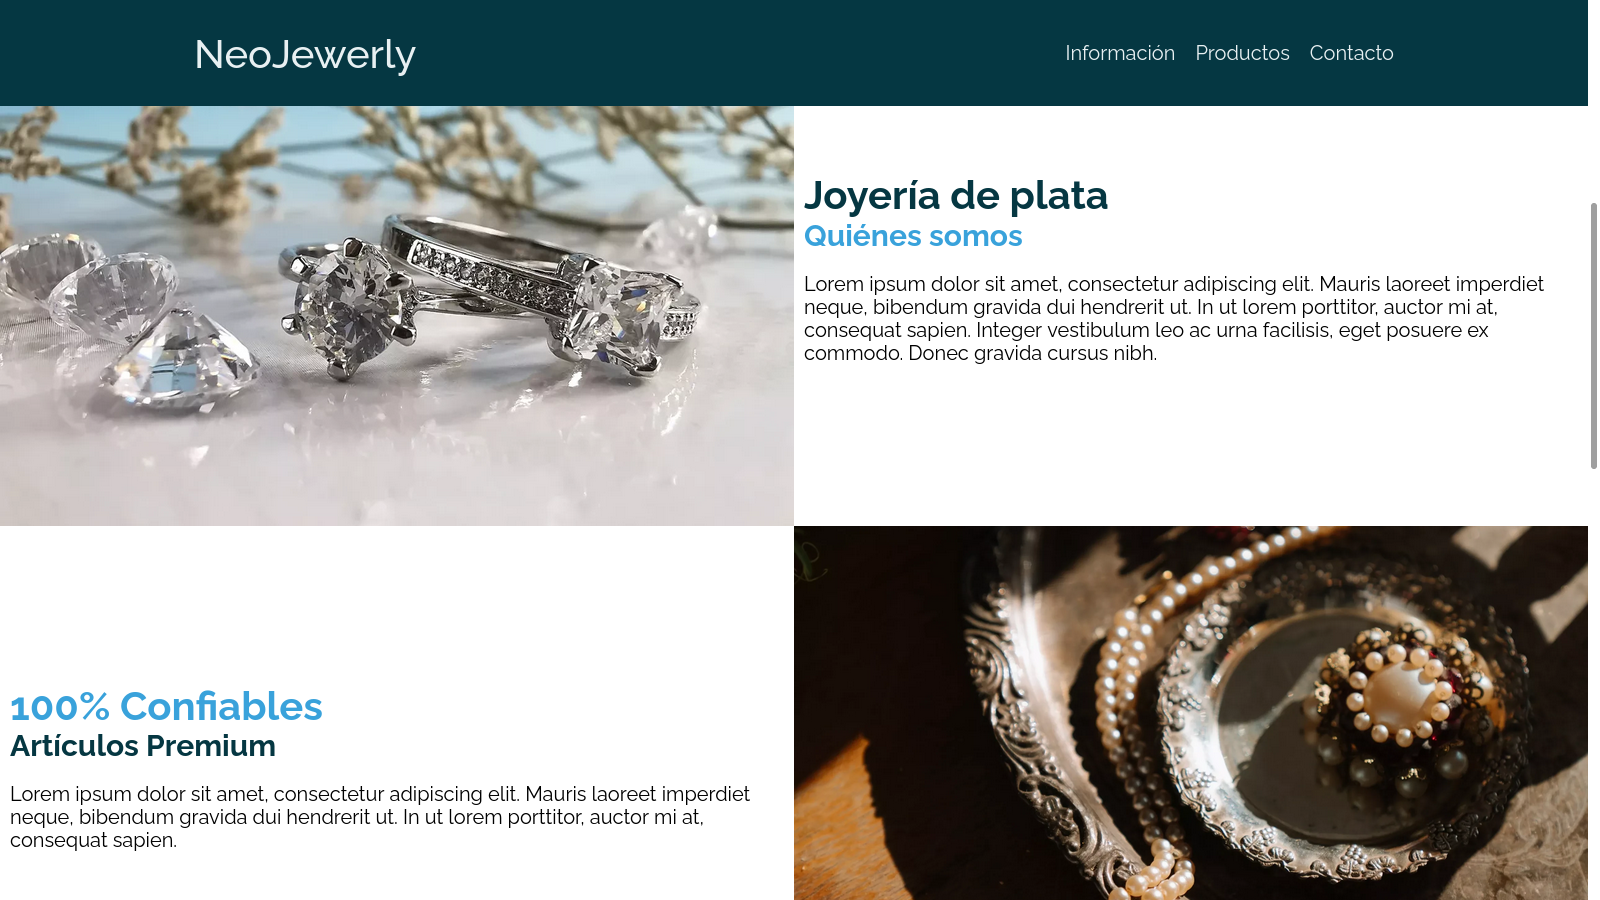 NeoJewerly
Información Productos Contacto
Joyería de plata
Quiénes somos
Lorem ipsum dolor sit amet, consectetur adipiscing elit. Mauris laoreet imperdiet
neque, bibendum gravida dui hendrerit ut. In ut lorem porttitor, auctor mi at,
consequat sapien. Integer vestibulum leo ac urna facilisis, eget posuere ex
commodo. Donec gravida cursus nibh.
100% Confiables
Artículos Premium
Lorem ipsum dolor sit amet, consectetur adipiscing elit. Mauris laoreet imperdiet
neque, bibendum gravida dui hendrerit ut. In ut lorem porttitor, auctor mi at,
consequat sapien.